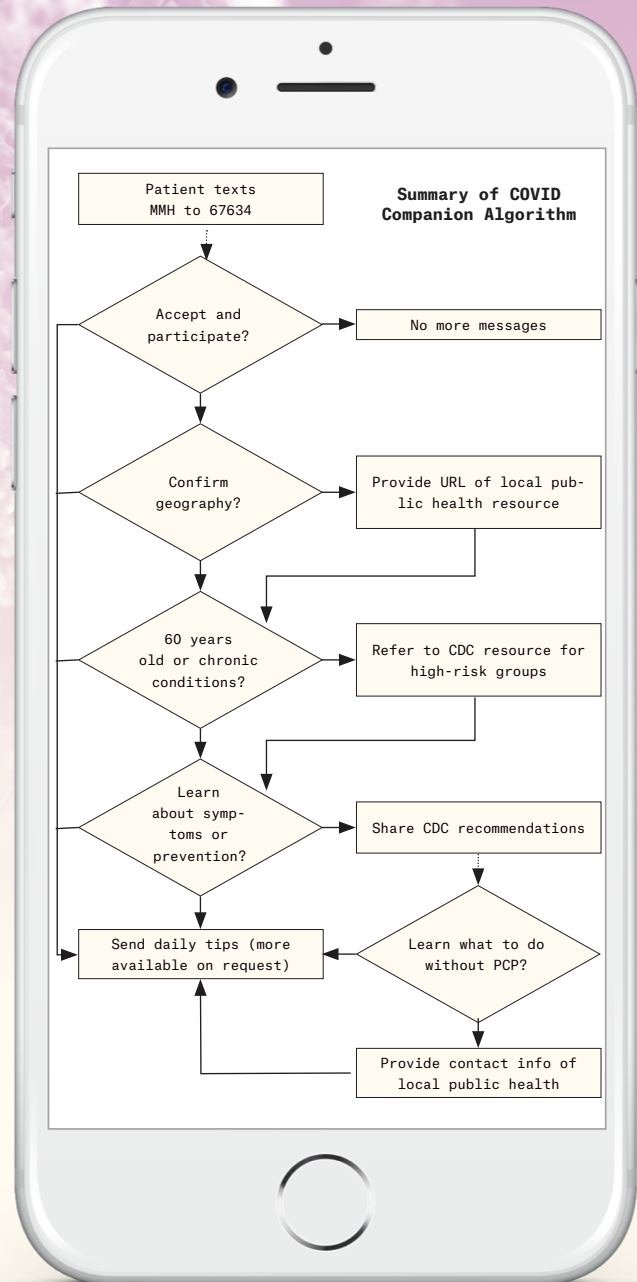 Patient texts
MMH to 67634
Summary of COVID
Companion Algorithm
Accept and
participate?
No more messages
Confirm
geography?
Provide URL of local pub-
lic health resource
60 years
old or chronic
conditions?
Refer to CDC resource for
high-risk groups
Learn
about symp-
toms or
prevention?
Share CDC recommendations
Send daily tips (more
available on request)
Learn what to do
without PCP?
Provide contact info of
local public health